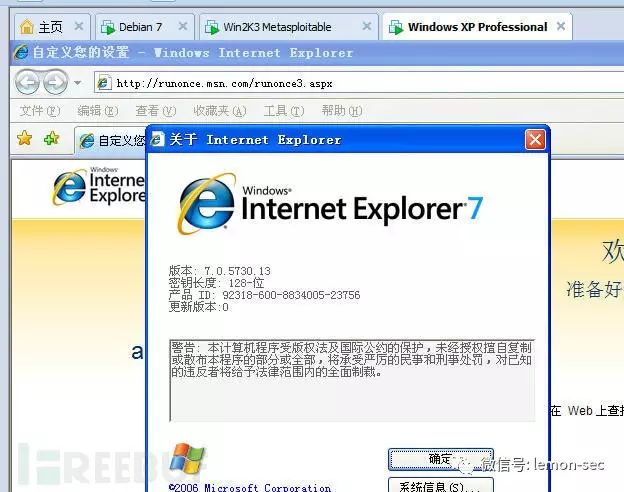 主页 Debian 7 Win2K3 Metasploitable Windows XP Professional
自定义您的设置 - Windows Internet Explorer
http://runonce.msn.com/runonce3.aspx
文件(F) 编辑(E) 查看(V) 收藏夹(A) 工具(T) 帮助(H)
自定义您
关于 Internet Explorer
Windows
Interne
Explore
Windows®
Internet Explorer 7
版本: 7.0.5730.13
密钥长度: 128-位
产品 ID: 92318-600-8834005-23756
更新版本:0
警告: 本计算机程序受版权法及国际公约的保护，未经授权擅自复制
或散布本程序的部分或全部，将承受严厉的民事和刑事处罚，对已知
的违反者将给予法律范围内的全面制裁。
准备好
a
在 Web上查找
确定
微信号: lemon-sec
系统信息(S)...
©2006 Microsoft Corporation
REEBUF